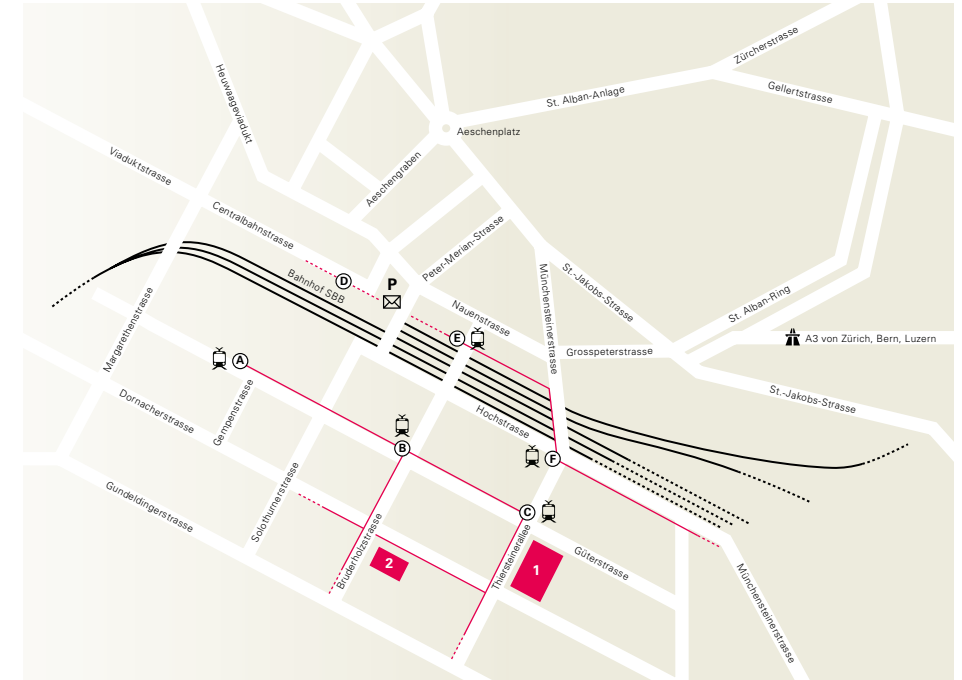 Zürcherstrasse
Heuwaageviadukt
St. Alban-Anlage
Gellertstrasse
Aeschenplatz
Viaduktstrasse
Aeschengraben
Centralbahnstrasse
Peter-Merian-Strasse
Bahnhof SBB
D
P
St.-Jakobs-Strasse
Münchensteinerstrasse
St. Alban-Ring
Nauenstrasse
Margarethenstrasse
E
A3 von Zürich, Bern, Luzern
Grosspeterstrasse
A
Dornacherstrasse
Gempenstrasse
St.-Jakobs-Strasse
Hochstrasse
B
F
Gundeldingerstrasse
Solothurnerstrasse
C
Bruderholzstrasse
Thiersteinerallee
Güterstrasse
2
1
Münchensteinerstrasse